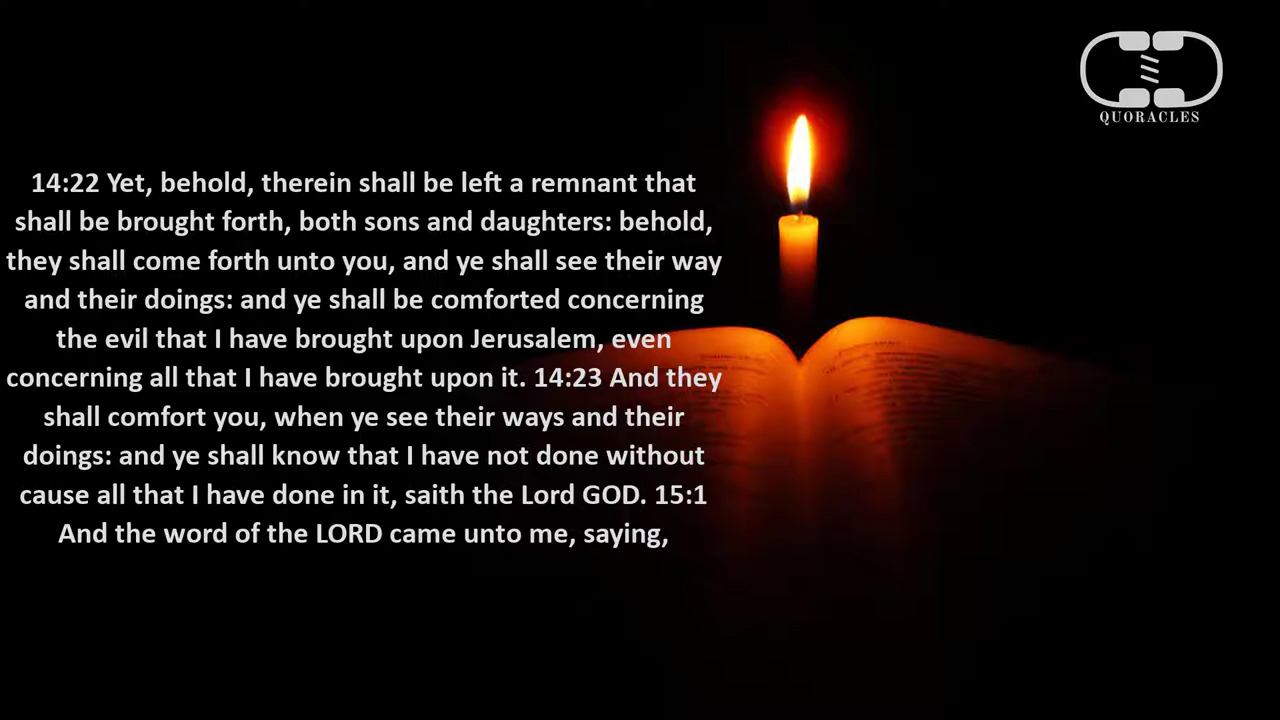 QUORACLES
14:22 Yet, behold, therein shall be left a remnant that
shall be brought forth, both sons and daughters: behold,
they shall come forth unto you, and ye shall see their way
and their doings: and ye shall be comforted concerning
the evil that I have brought upon Jerusalem, even
concerning all that I have brought upon it. 14:23 And they
shall comfort you, when ye see their ways and their
doings: and ye shall know that I have not done without
cause all that I have done in it, saith the Lord GOD. 15:1
And the word of the LORD came unto me, saying,